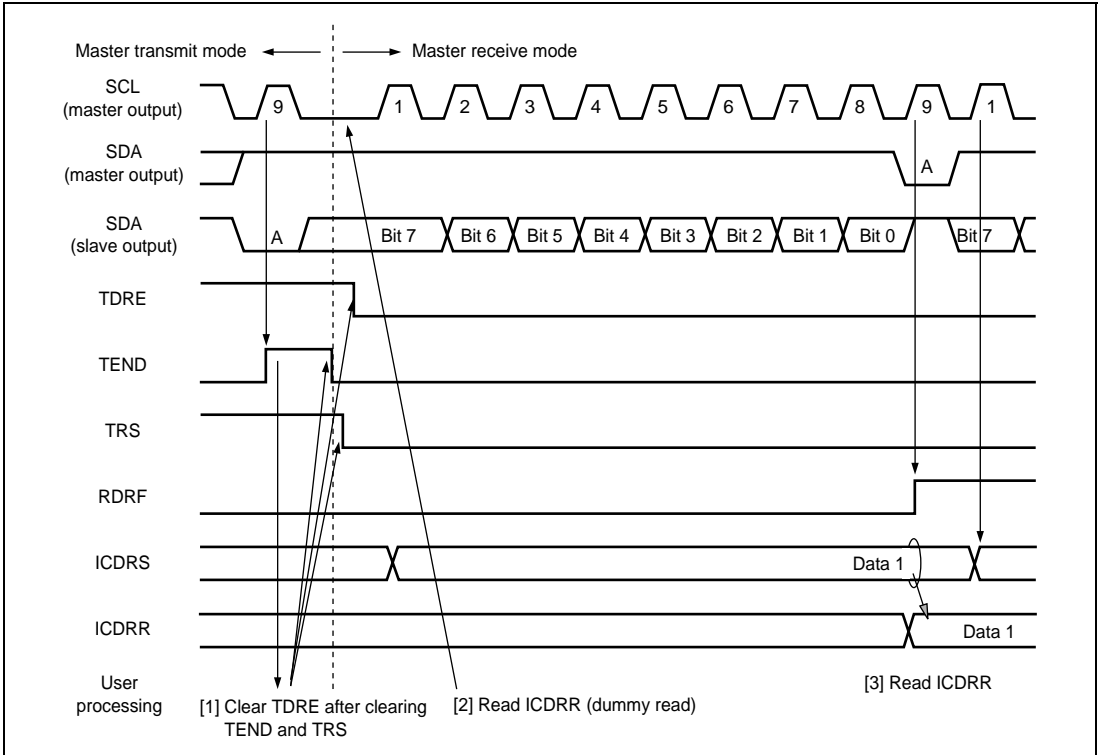 Master transmit mode
Master receive mode
SCL
(master output)
9
1
2
3
4
5
6
7
8
9
1
SDA
(master output)
A
SDA
(slave output)
A
Bit 7
Bit 6
Bit 5
Bit 4
Bit 3
Bit 2
Bit 1
Bit 0
Bit 7
TDRE
TEND
TRS
RDRF
ICDRS
Data 1
ICDRR
Data 1
User
processing
[1] Clear TDRE after clearing
TEND and TRS
[2] Read ICDRR (dummy read)
[3] Read ICDRR